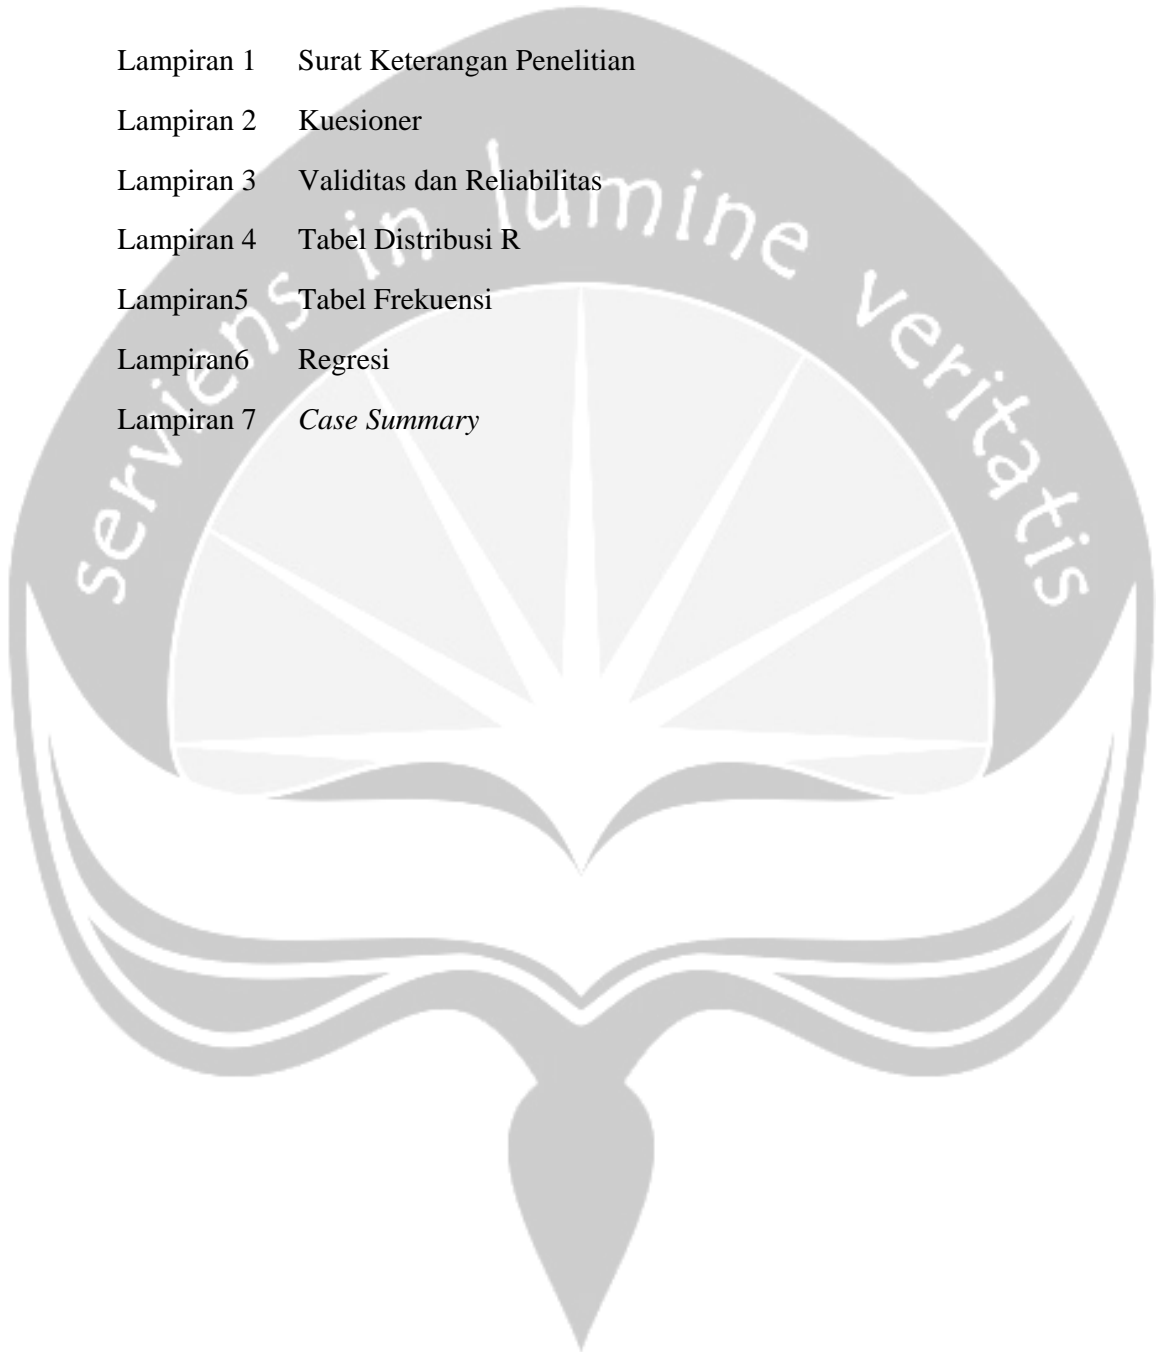 Lampiran 1 Surat Keterangan Penelitian
Lampiran 2 Kuesioner
Lampiran 3 Validitas dan Reliabilitas
Lampiran 4 Tabel Distribusi R
Lampiran5 Tabel Frekuensi
Lampiran6 Regresi
Lampiran 7 Case Summary
serviens in lumine veritatis